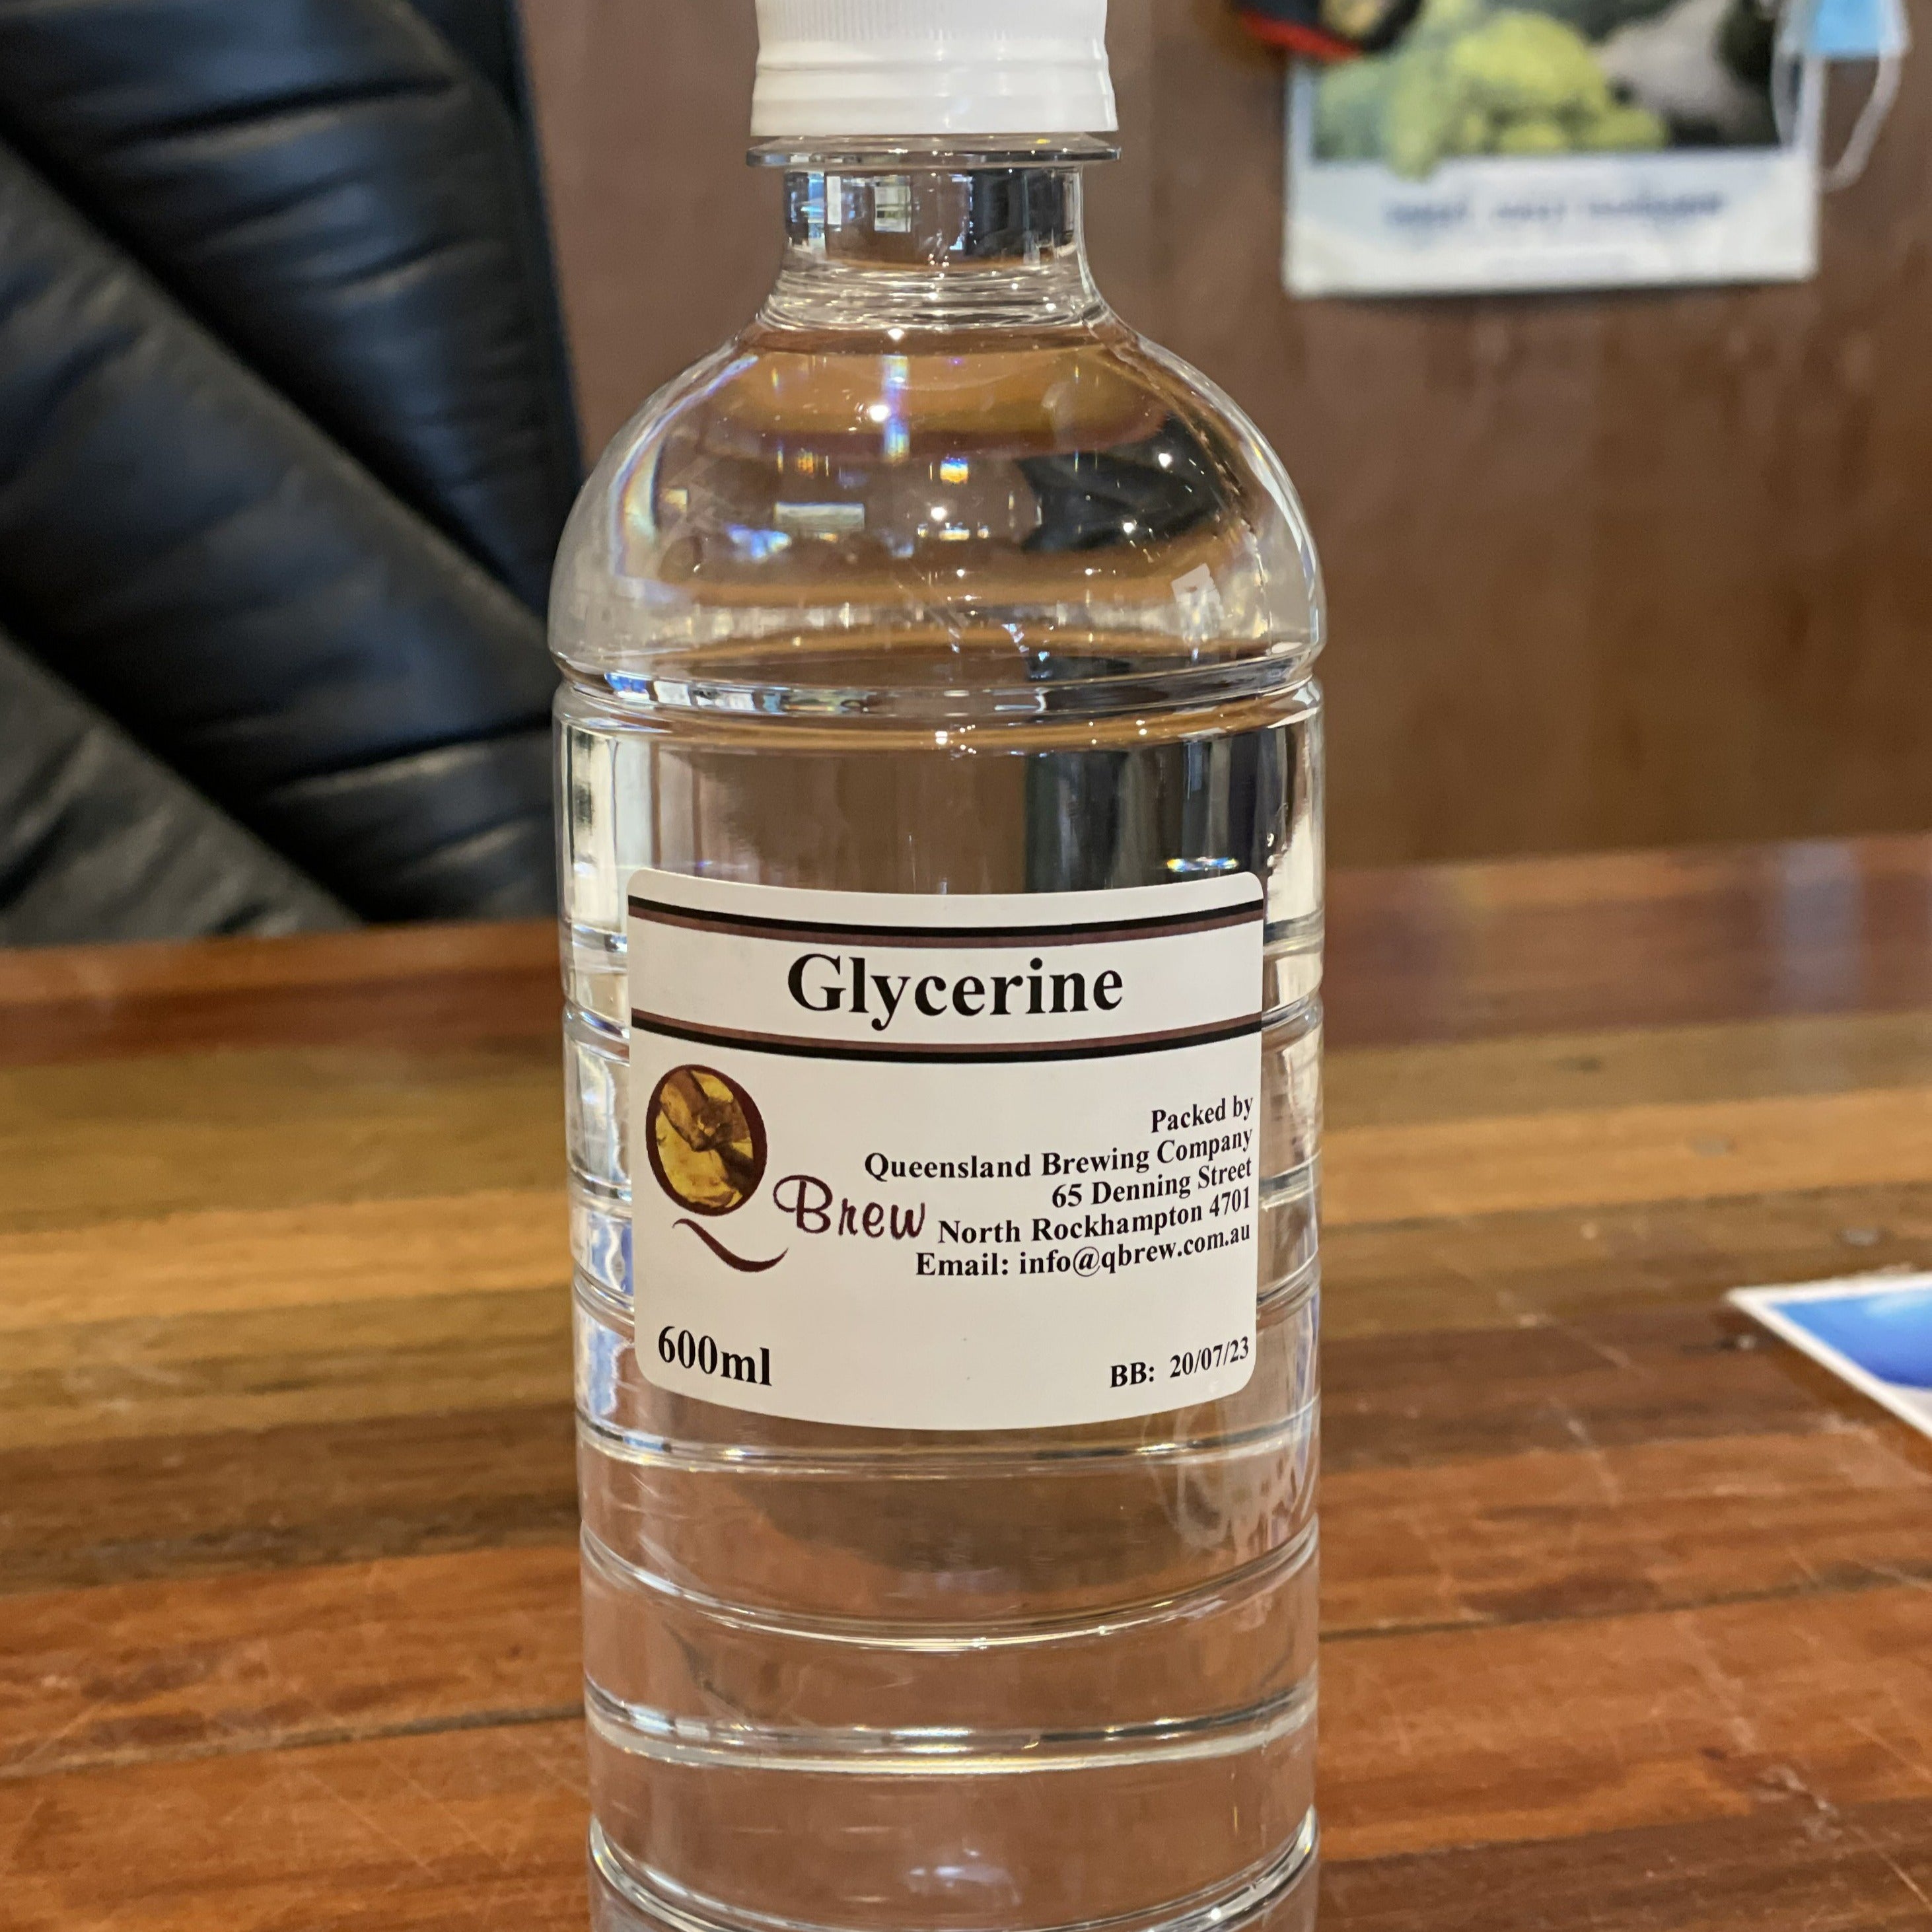 Glycerine
Packed by
Queensland Brewing Company
65 Denning Street
North Rockhampton 4701
Email: info@qbrew.com.au
Q Brew
600ml
BB: 20/07/23